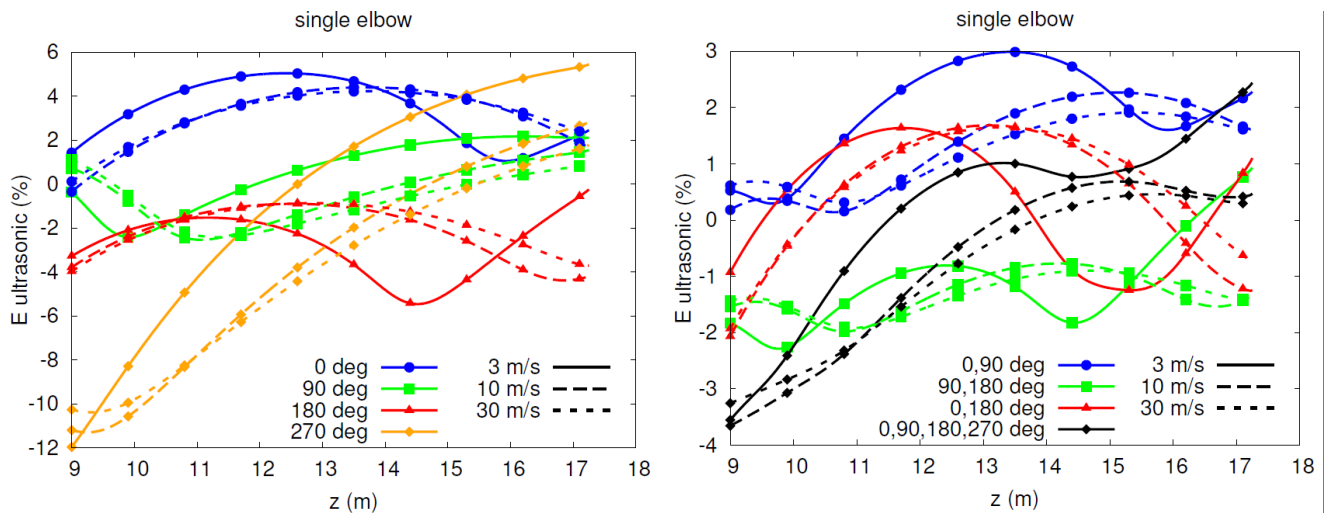 single elbow
E ultrasonic (%)
6
4
2
0
-2
-4
-6
-8
-10
-12
0 deg
90 deg
180 deg
270 deg
3 m/s
10 m/s
30 m/s
9 10 11 12 13 14 15 16 17 18
z (m)
single elbow
E ultrasonic (%)
3
2
1
0
-1
-2
-3
-4
0,90 deg
90,180 deg
0,180 deg
0,90,180,270 deg
3 m/s
10 m/s
30 m/s
9 10 11 12 13 14 15 16 17 18
z (m)